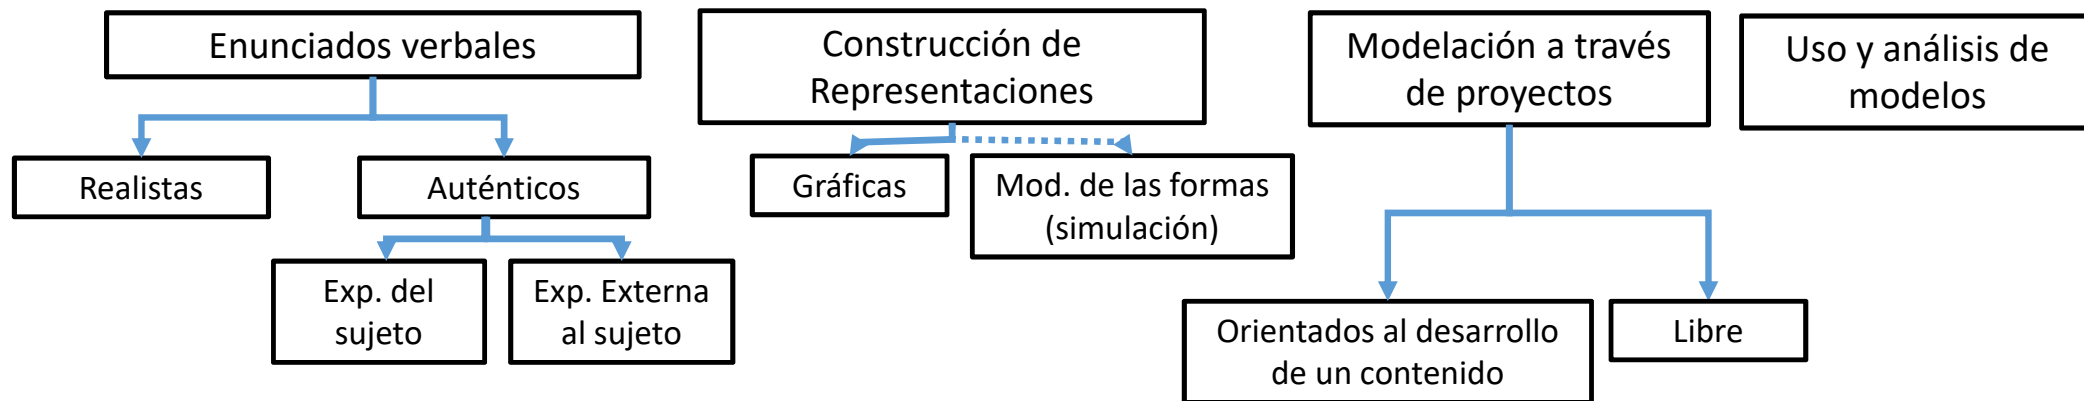 Enunciados verbales
Realistas
Auténticos
Exp. del
sujeto
Exp. Externa
al sujeto
Construcción de
Representaciones
Gráficas
Mod. de las formas
(simulación)
Modelación a través
de proyectos
Orientados al desarrollo
de un contenido
Libre
Uso y análisis de
modelos